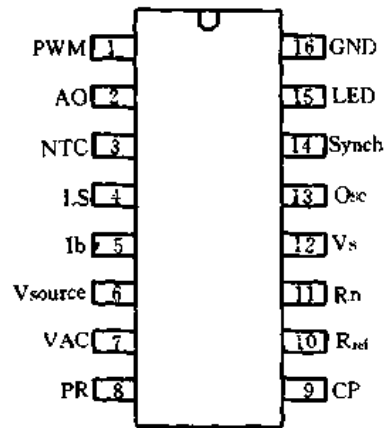 PWM 1 16 GND
AO 2 15 LED
NTC 3 14 Synch
LS 4 13 Osc
Ib 5 12 Vs
Vsource 6 11 Rn
VAC 7 10 Rref
PR 8 9 CP